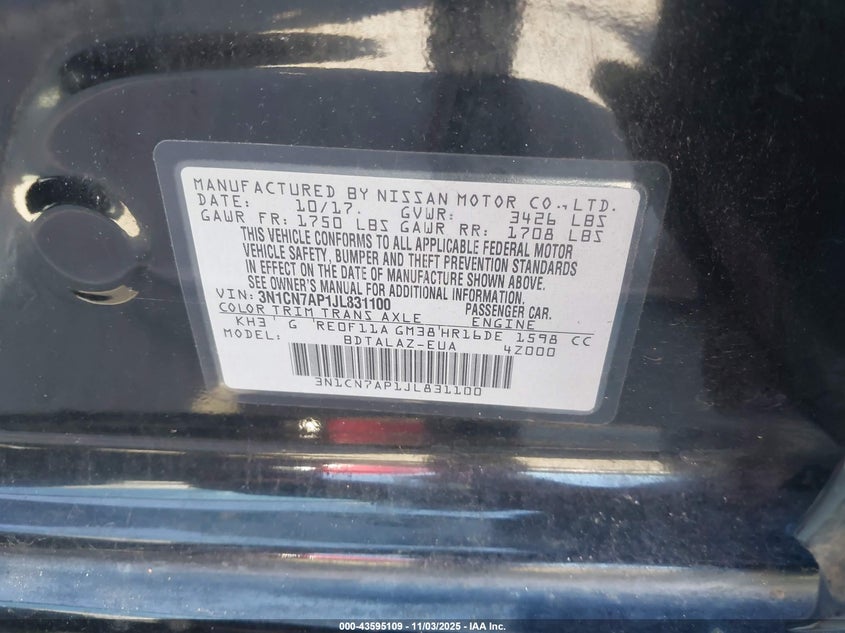 MANUFACTURED BY NISSAN MOTOR CO.,LTD.
DATE: 10/17. GVWR: 3426 LBS
GAWR FR: 1750 LBS GAWR RR: 1708 LBS
THIS VEHICLE CONFORMS TO ALL APPLICABLE FEDERAL MOTOR
VEHICLE SAFETY, BUMPER AND THEFT PREVENTION STANDARDS
IN EFFECT ON THE DATE OF MANUFACTURE SHOWN ABOVE.
SEE OWNER'S MANUAL FOR ADDITIONAL INFORMATION.
VIN: 3N1CN7AP1JL831100 PASSENGER CAR.
COLOR TRIM TRANS AXLE ENGINE
KH3 G RE0F11A GM38 HR16DE 1598 CC
MODEL: BDTALAZ-EUA 4Z000
3N1CN7AP1JL831100
000-43595109 - 11/03/2025 - IAA Inc.